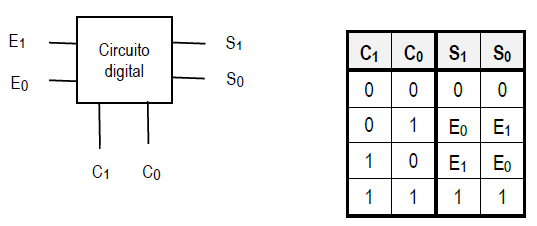 E1
E0
Circuito
digital
S1
S0
C1 C0
C1 C0 S1 S0
0 0 0 0
0 1 E0 E1
1 0 E1 E0
1 1 1 1